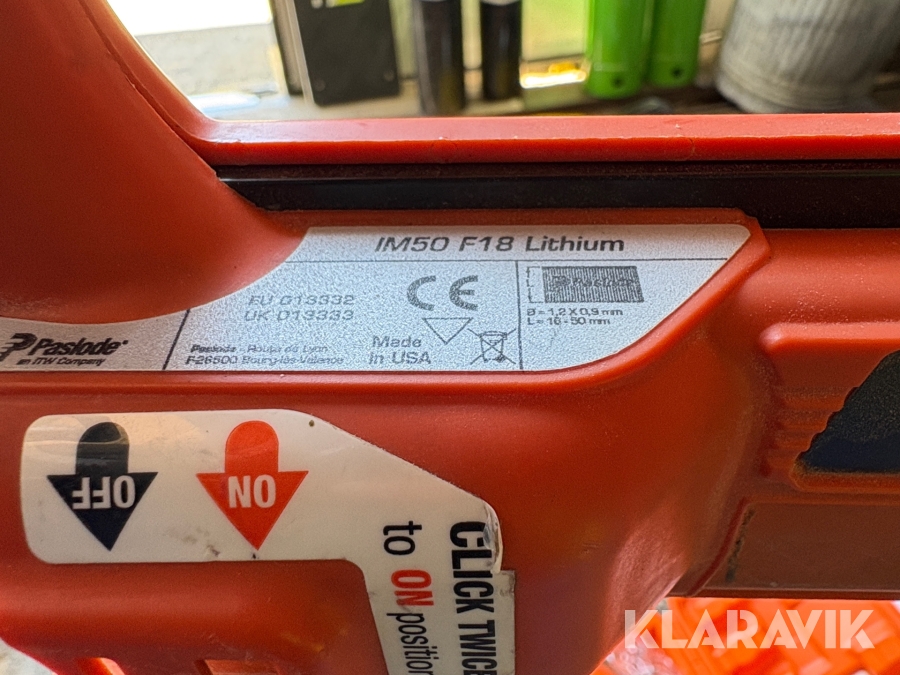 IM50 F18 Lithium
EU 013332
UK 013333
CE
Paslode
Ø = 1,2 X 0,9 mm
L = 16 - 50 mm
Made
in USA
Paslode - Route de Lyon
F26500 Bourg-lès-Valence
Paslode®
an ITW Company
OFF
ON
CLICK TWICE
to ON position
KLARAVIK